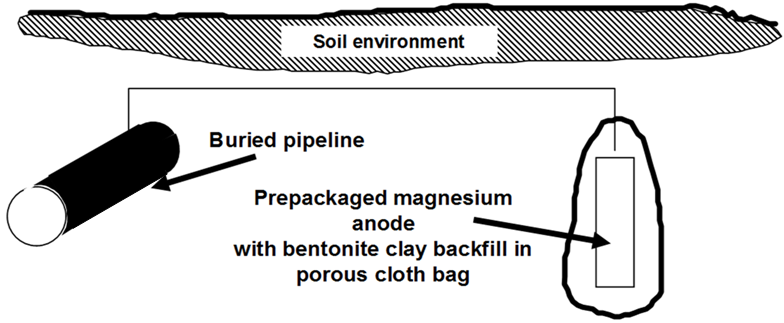 Soil environment
Buried pipeline
Prepackaged magnesium
anode
with bentonite clay backfill in
porous cloth bag